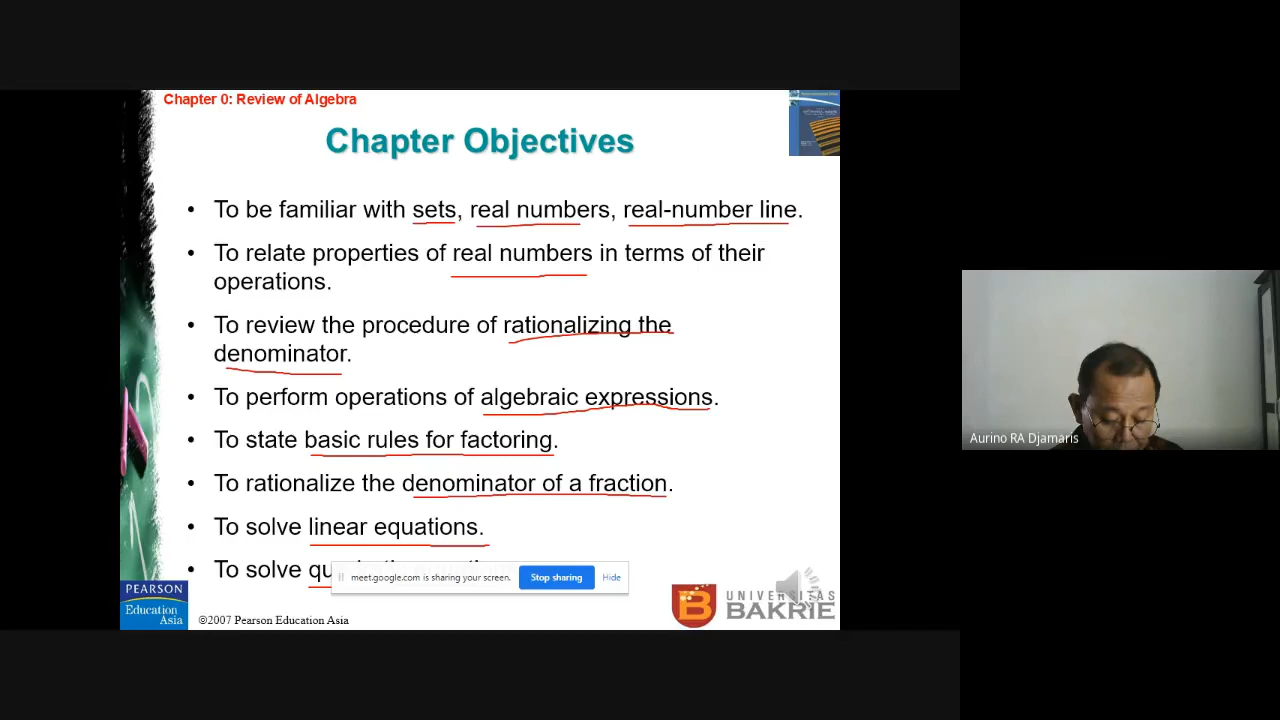 Chapter 0: Review of Algebra
Chapter Objectives
• To be familiar with sets, real numbers, real-number line.
• To relate properties of real numbers in terms of their
operations.
• To review the procedure of rationalizing the
denominator.
• To perform operations of algebraic expressions.
• To state basic rules for factoring.
• To rationalize the denominator of a fraction.
• To solve linear equations.
• To solve
meet.google.com is sharing your screen. Stop sharing Hide
PEARSON
Education
Asia
©2007 Pearson Education Asia
UNIVERSITAS
BAKRIE
Aurino RA Djamaris